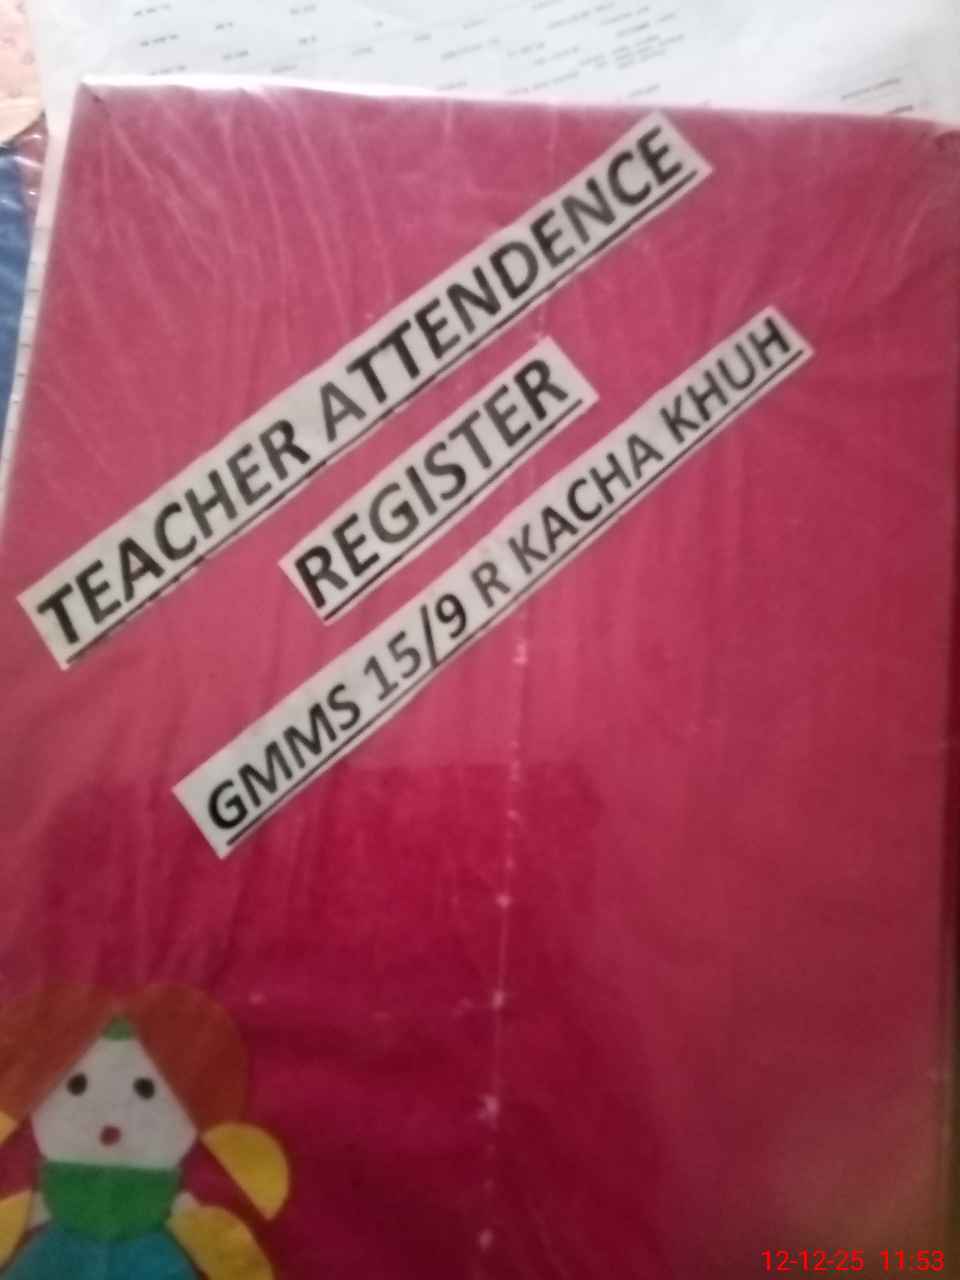 TEACHER ATTENDENCE
REGISTER
GMMS 15/9 R KACHA KHUH
12-12-25 11:53